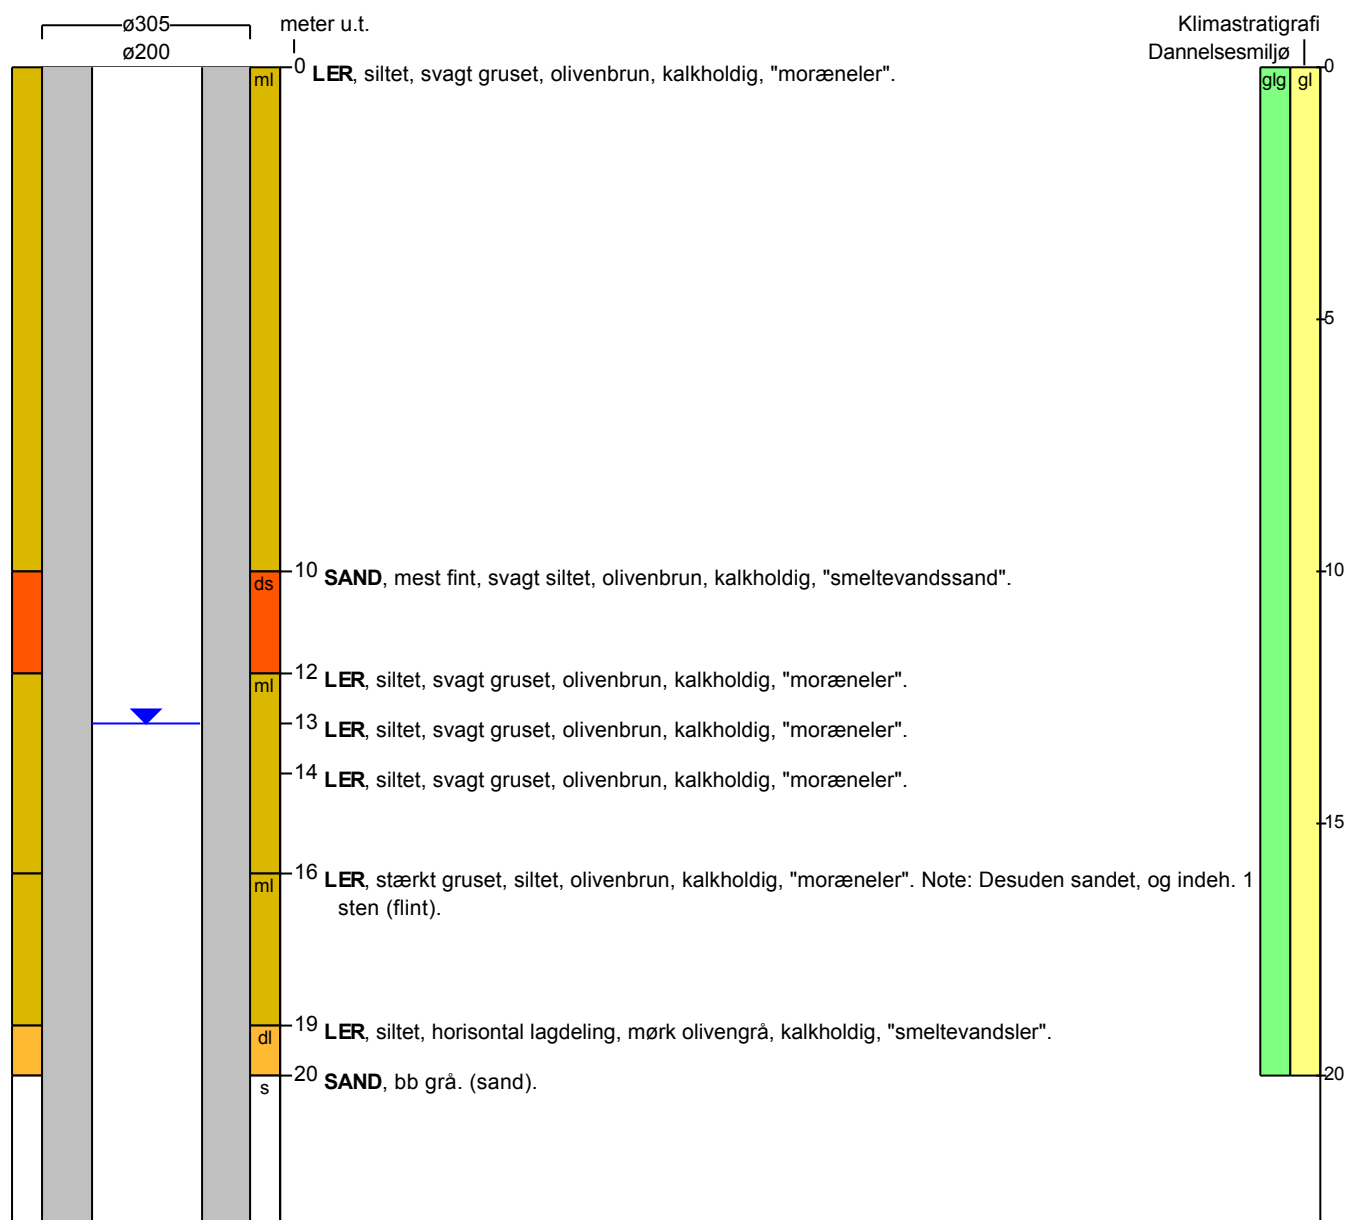 ø305
meter u.t.
Klimastratigrafi
ø200
Dannelsesmiljø
0
ml
LER, siltet, svagt gruset, olivenbrun, kalkholdig, "moræneler".
glg
gl
0
5
10
ds
SAND, mest fint, svagt siltet, olivenbrun, kalkholdig, "smeltevandssand".
10
12
ml
LER, siltet, svagt gruset, olivenbrun, kalkholdig, "moræneler".
13
LER, siltet, svagt gruset, olivenbrun, kalkholdig, "moræneler".
14
LER, siltet, svagt gruset, olivenbrun, kalkholdig, "moræneler".
15
16
ml
LER, stærkt gruset, siltet, olivenbrun, kalkholdig, "moræneler". Note: Desuden sandet, og indeh. 1
sten (flint).
19
dl
LER, siltet, horisontal lagdeling, mørk olivengrå, kalkholdig, "smeltevandsler".
20
s
SAND, bb grå. (sand).
20